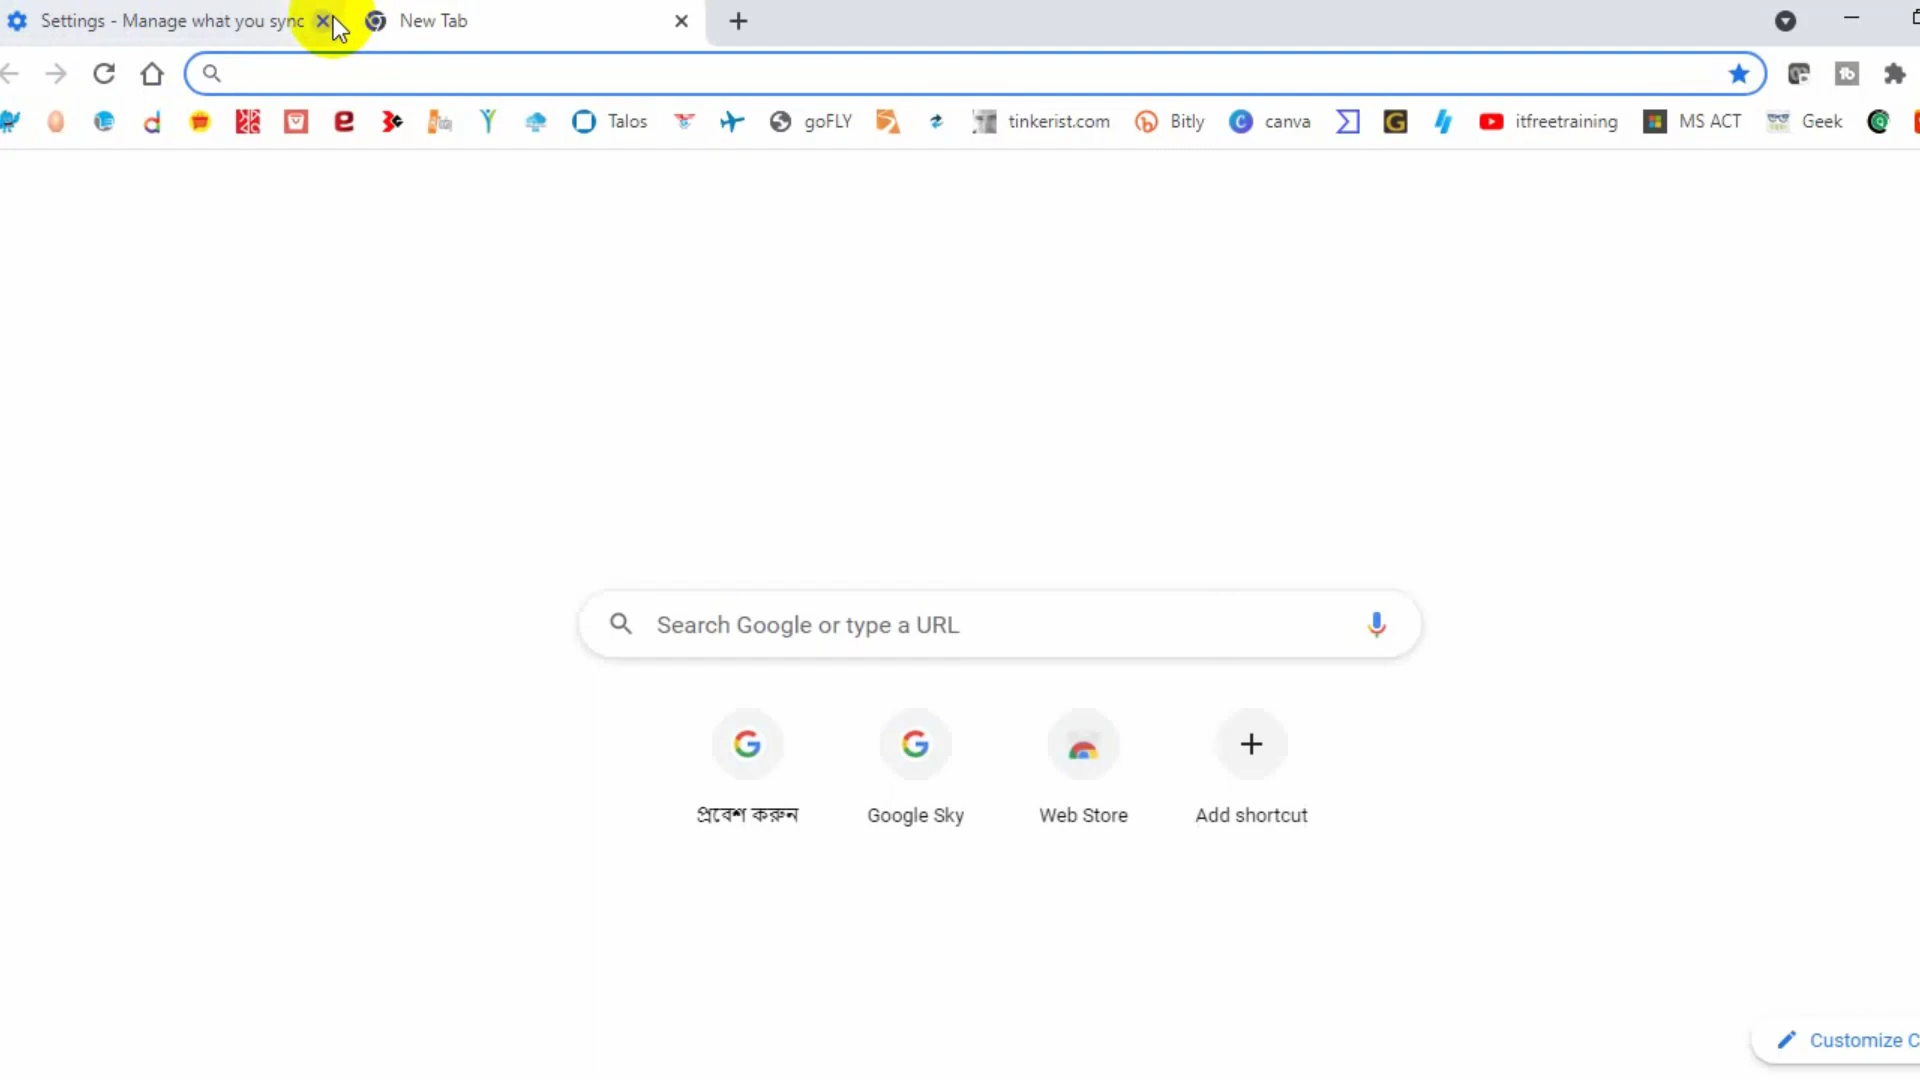 Settings - Manage what you sync
New Tab
Talos
goFLY
tinkerist.com
Bitly
canva
itfreetraining
MS ACT
Geek
Search Google or type a URL
প্রবেশ করুন
Google Sky
Web Store
Add shortcut
Customize C